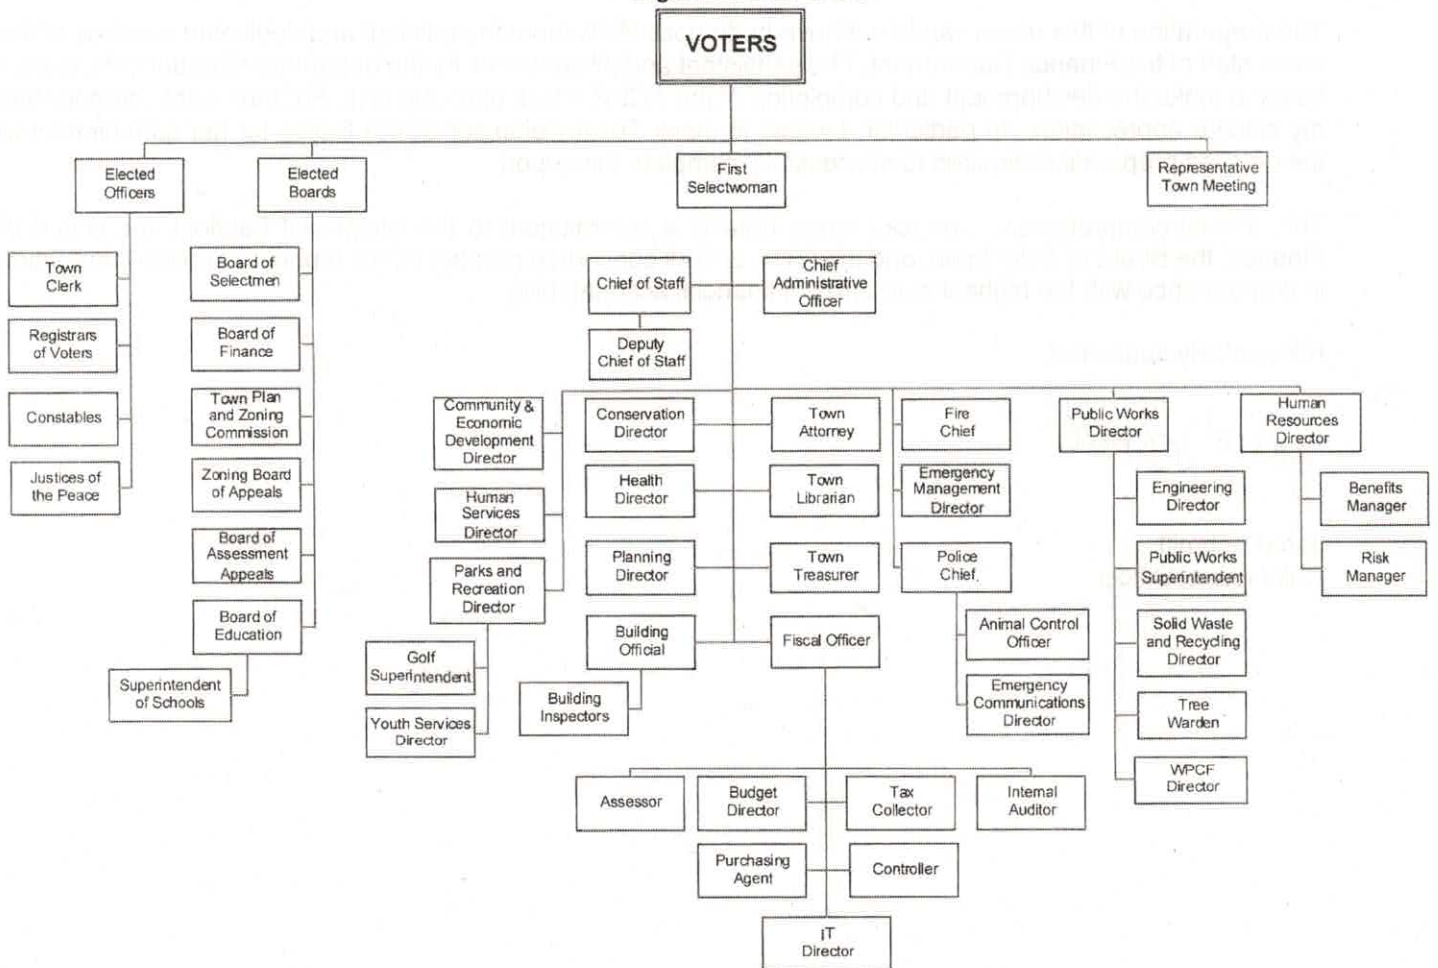 VOTERS
Elected
Officers
Elected
Boards
First
Selectwoman
Representative
Town Meeting
Town
Clerk
Registrars
of Voters
Constables
Justices of
the Peace
Board of
Selectmen
Board of
Finance
Town Plan
and Zoning
Commission
Zoning Board
of Appeals
Board of
Assessment
Appeals
Board of
Education
Superintendent
of Schools
Chief of Staff
Deputy
Chief of Staff
Chief
Administrative
Officer
Community &
Economic
Development
Director
Human
Services
Director
Parks and
Recreation
Director
Golf
Superintendent
Youth Services
Director
Conservation
Director
Health
Director
Planning
Director
Building
Official
Building
Inspectors
Town
Attorney
Town
Librarian
Town
Treasurer
Fiscal Officer
Fire
Chief
Emergency
Management
Director
Police
Chief
Animal Control
Officer
Emergency
Communications
Director
Public Works
Director
Engineering
Director
Public Works
Superintendent
Solid Waste
and Recycling
Director
Tree
Warden
WPCF
Director
Human
Resources
Director
Benefits
Manager
Risk
Manager
Assessor
Budget
Director
Tax
Collector
Internal
Auditor
Purchasing
Agent
Controller
IT
Director